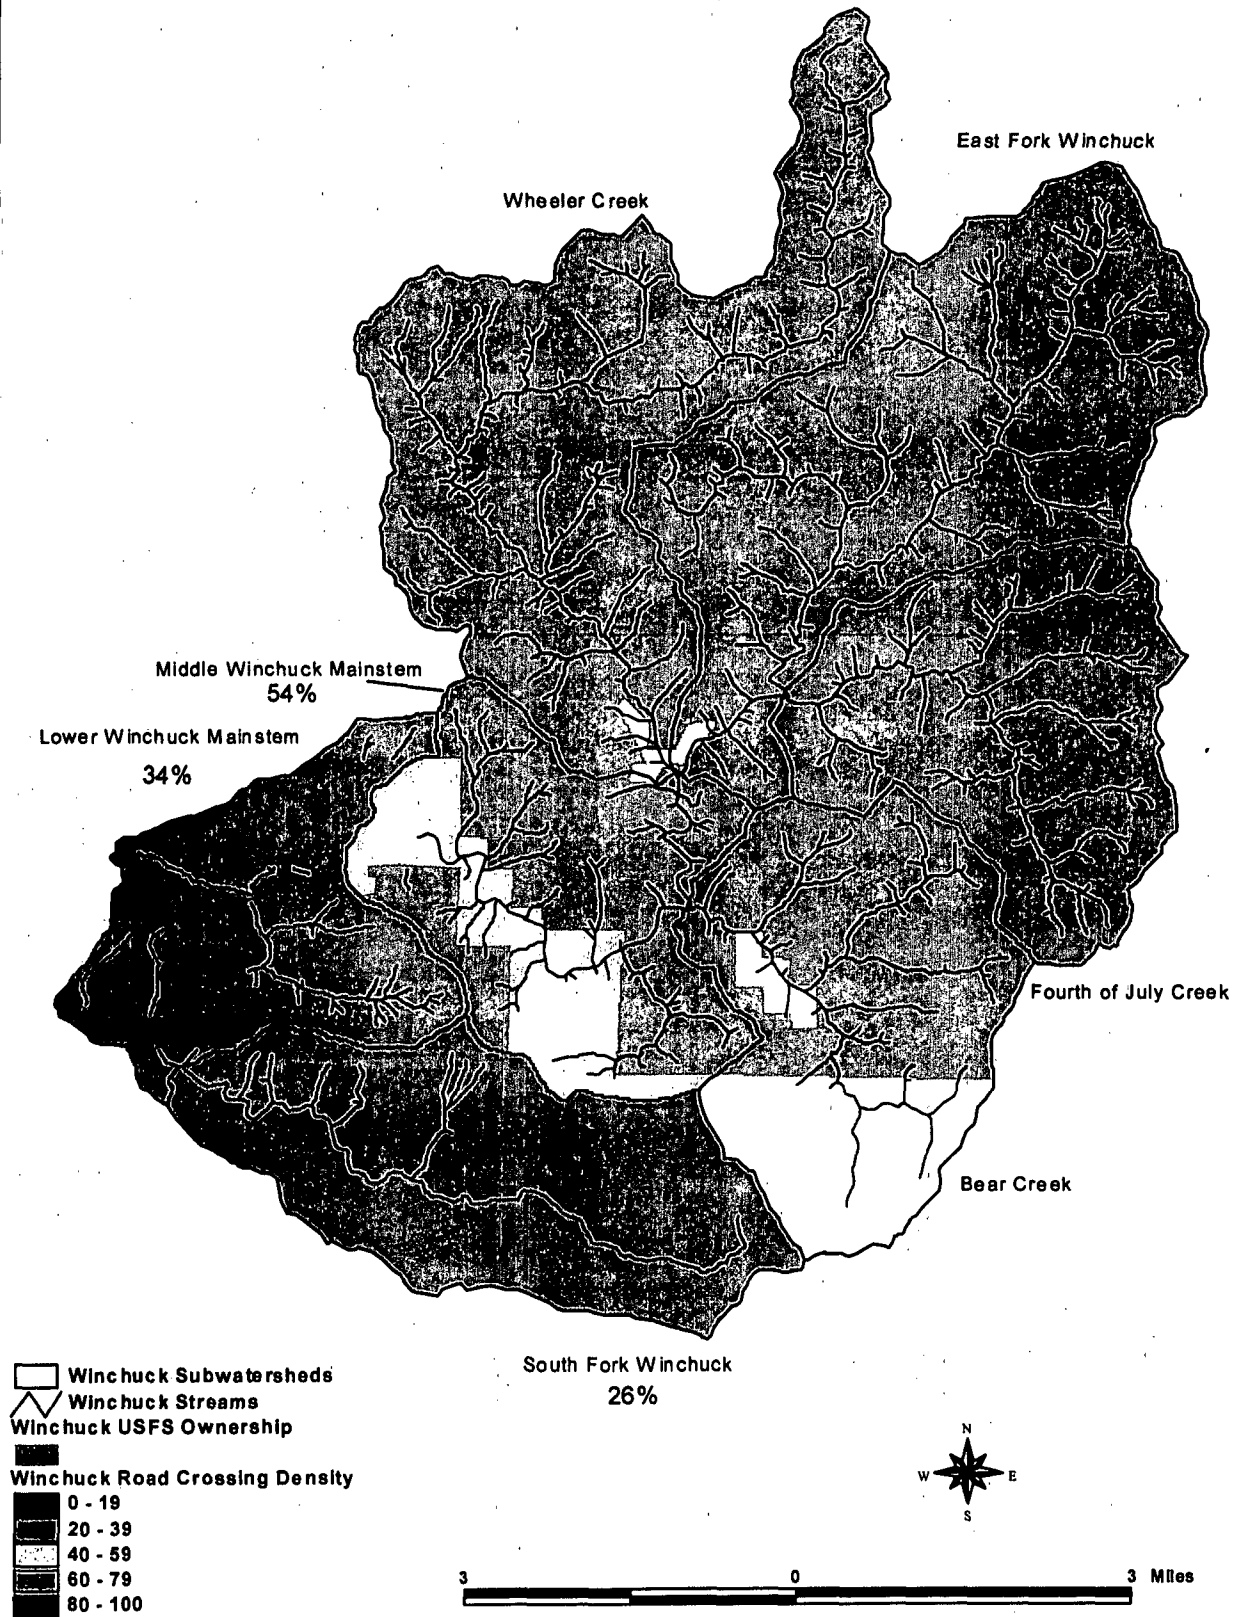 East Fork Winchuck
Wheeler Creek
Middle Winchuck Mainstem
54%
Lower Winchuck Mainstem
34%
Fourth of July Creek
Bear Creek
South Fork Winchuck
26%
Winchuck Subwatersheds
Winchuck Streams
Winchuck USFS Ownership
Winchuck Road Crossing Density
0 - 19
20 - 39
40 - 59
60 - 79
80 - 100
N
W E
S
3 0 3 Miles